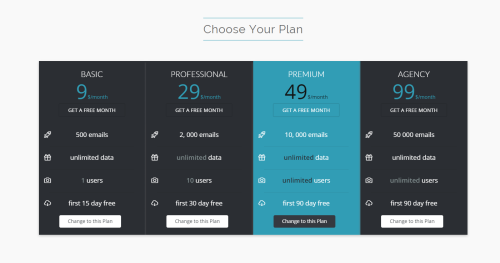 Choose Your Plan
BASIC
9$/month
GET A FREE MONTH
500 emails
unlimited data
1 users
first 15 day free
Change to this Plan
PROFESSIONAL
29$/month
GET A FREE MONTH
2, 000 emails
unlimited data
10 users
first 30 day free
Change to this Plan
PREMIUM
49$/month
GET A FREE MONTH
10, 000 emails
unlimited data
unlimited users
first 90 day free
Change to this Plan
AGENCY
99$/month
GET A FREE MONTH
50 000 emails
unlimited data
unlimited users
first 90 day free
Change to this Plan